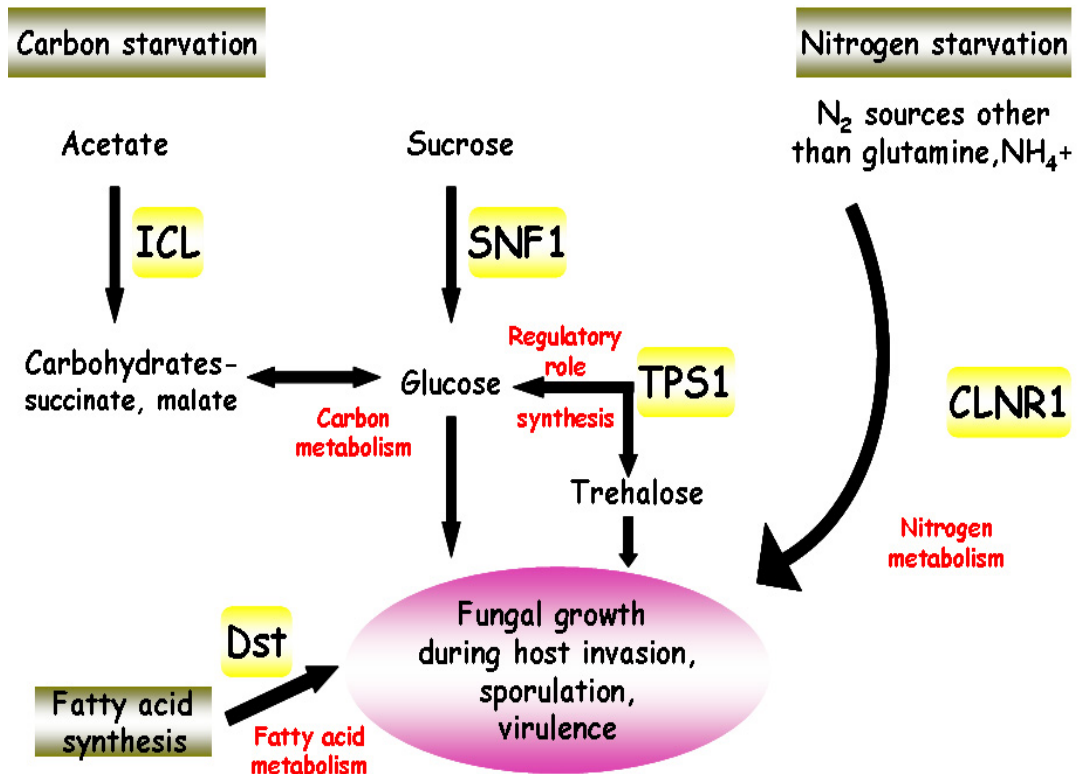 Carbon starvation
Nitrogen starvation
N₂ sources other
than glutamine,NH₄+
Acetate
Sucrose
ICL
SNF1
Carbohydrates-
succinate, malate
Carbon
metabolism
Glucose
Regulatory
role
synthesis
TPS1
CLNR1
Trehalose
Nitrogen
metabolism
Dst
Fungal growth
during host invasion,
sporulation,
virulence
Fatty acid
synthesis
Fatty acid
metabolism